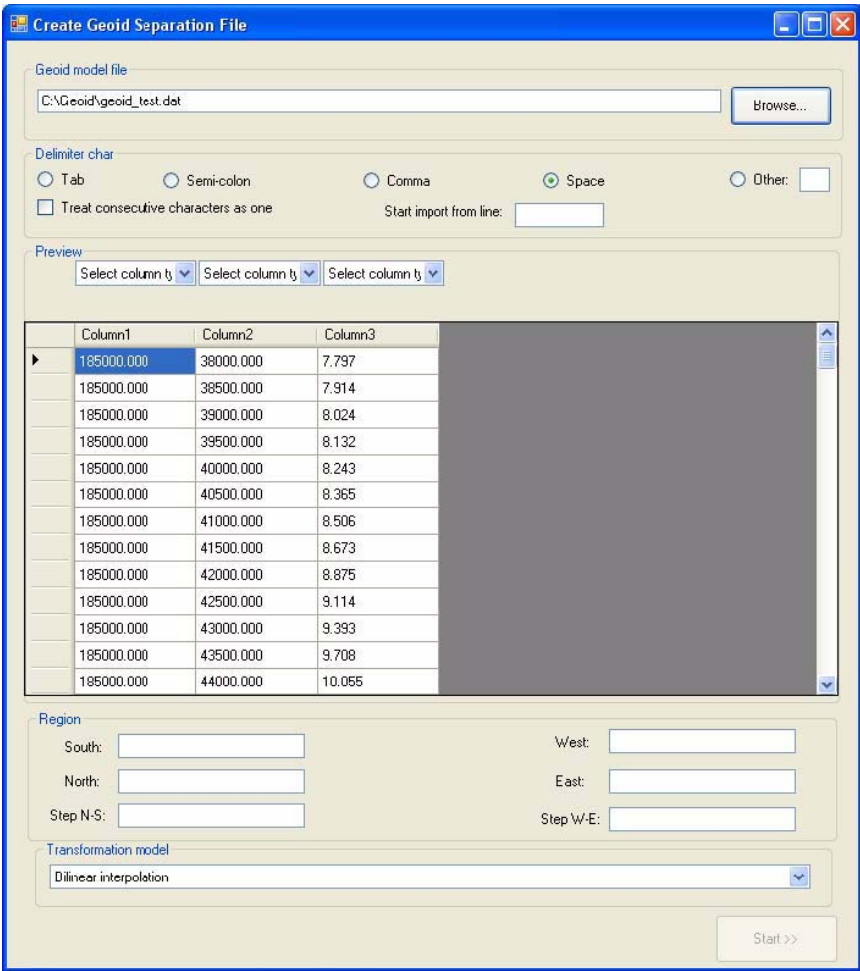 Create Geoid Separation File
Geoid model file
C:\Geoid\geoid_test.dat
Browse...
Delimiter char
Tab Semi-colon Comma Space Other:
Treat consecutive characters as one Start import from line:
Preview
Select column ty Select column ty Select column ty
Column1 Column2 Column3
185000.000 38000.000 7.797
185000.000 38500.000 7.914
185000.000 39000.000 8.024
185000.000 39500.000 8.132
185000.000 40000.000 8.243
185000.000 40500.000 8.365
185000.000 41000.000 8.506
185000.000 41500.000 8.673
185000.000 42000.000 8.875
185000.000 42500.000 9.114
185000.000 43000.000 9.393
185000.000 43500.000 9.708
185000.000 44000.000 10.055
Region
South: West:
North: East:
Step N-S: Step W-E:
Transformation model
Bilinear interpolation
Start >>